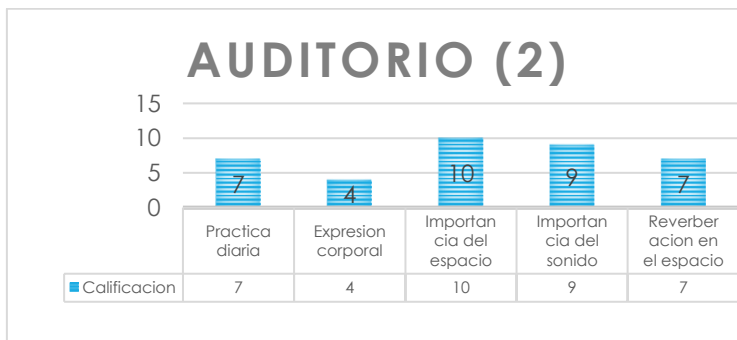 AUDITORIO (2)
15
10
5
0
7
4
10
9
7
Practica
diaria
Expresion
corporal
Importan
cia del
espacio
Importan
cia del
sonido
Reverber
acion en
el espacio
Calificacion 7 4 10 9 7